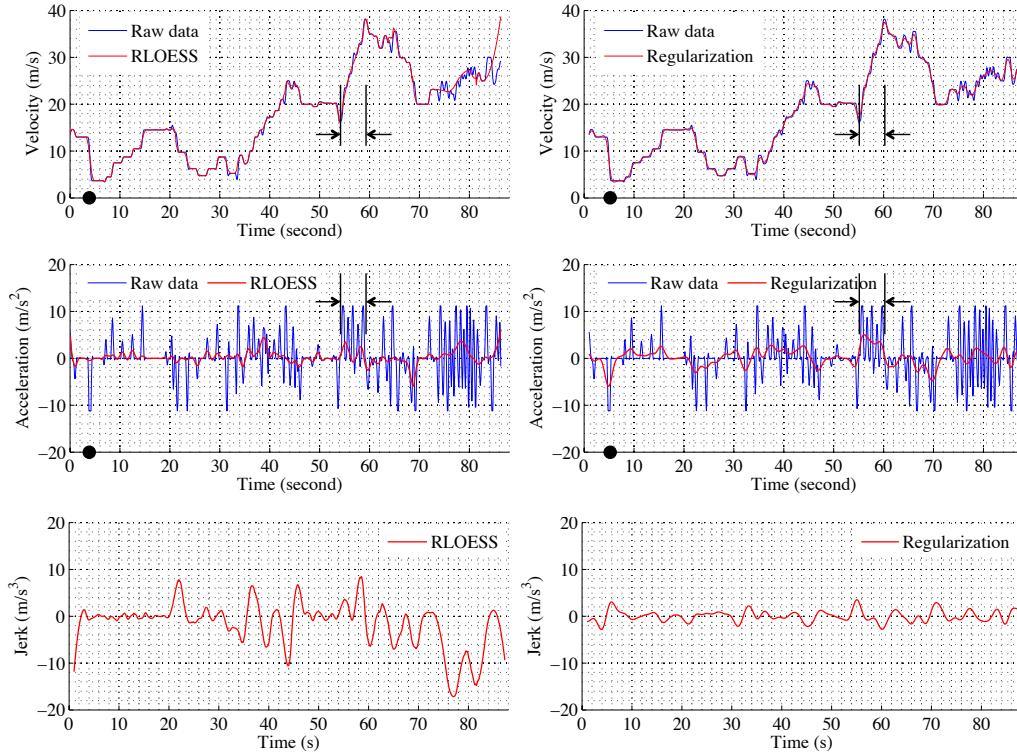 40
30
20
10
0
Velocity (m/s)
Raw data
RLOESS
0 10 20 30 40 50 60 70 80
Time (second)
40
30
20
10
0
Velocity (m/s)
Raw data
Regularization
0 10 20 30 40 50 60 70 80
Time (second)
20
10
0
−10
−20
Acceleration (m/s²)
Raw data RLOESS
0 10 20 30 40 50 60 70 80
Time (second)
20
10
0
−10
−20
Acceleration (m/s²)
Raw data Regularization
0 10 20 30 40 50 60 70 80
Time (second)
20
10
0
−10
−20
Jerk (m/s³)
RLOESS
0 10 20 30 40 50 60 70 80
Time (s)
20
10
0
−10
−20
Jerk (m/s³)
Regularization
0 10 20 30 40 50 60 70 80
Time (s)